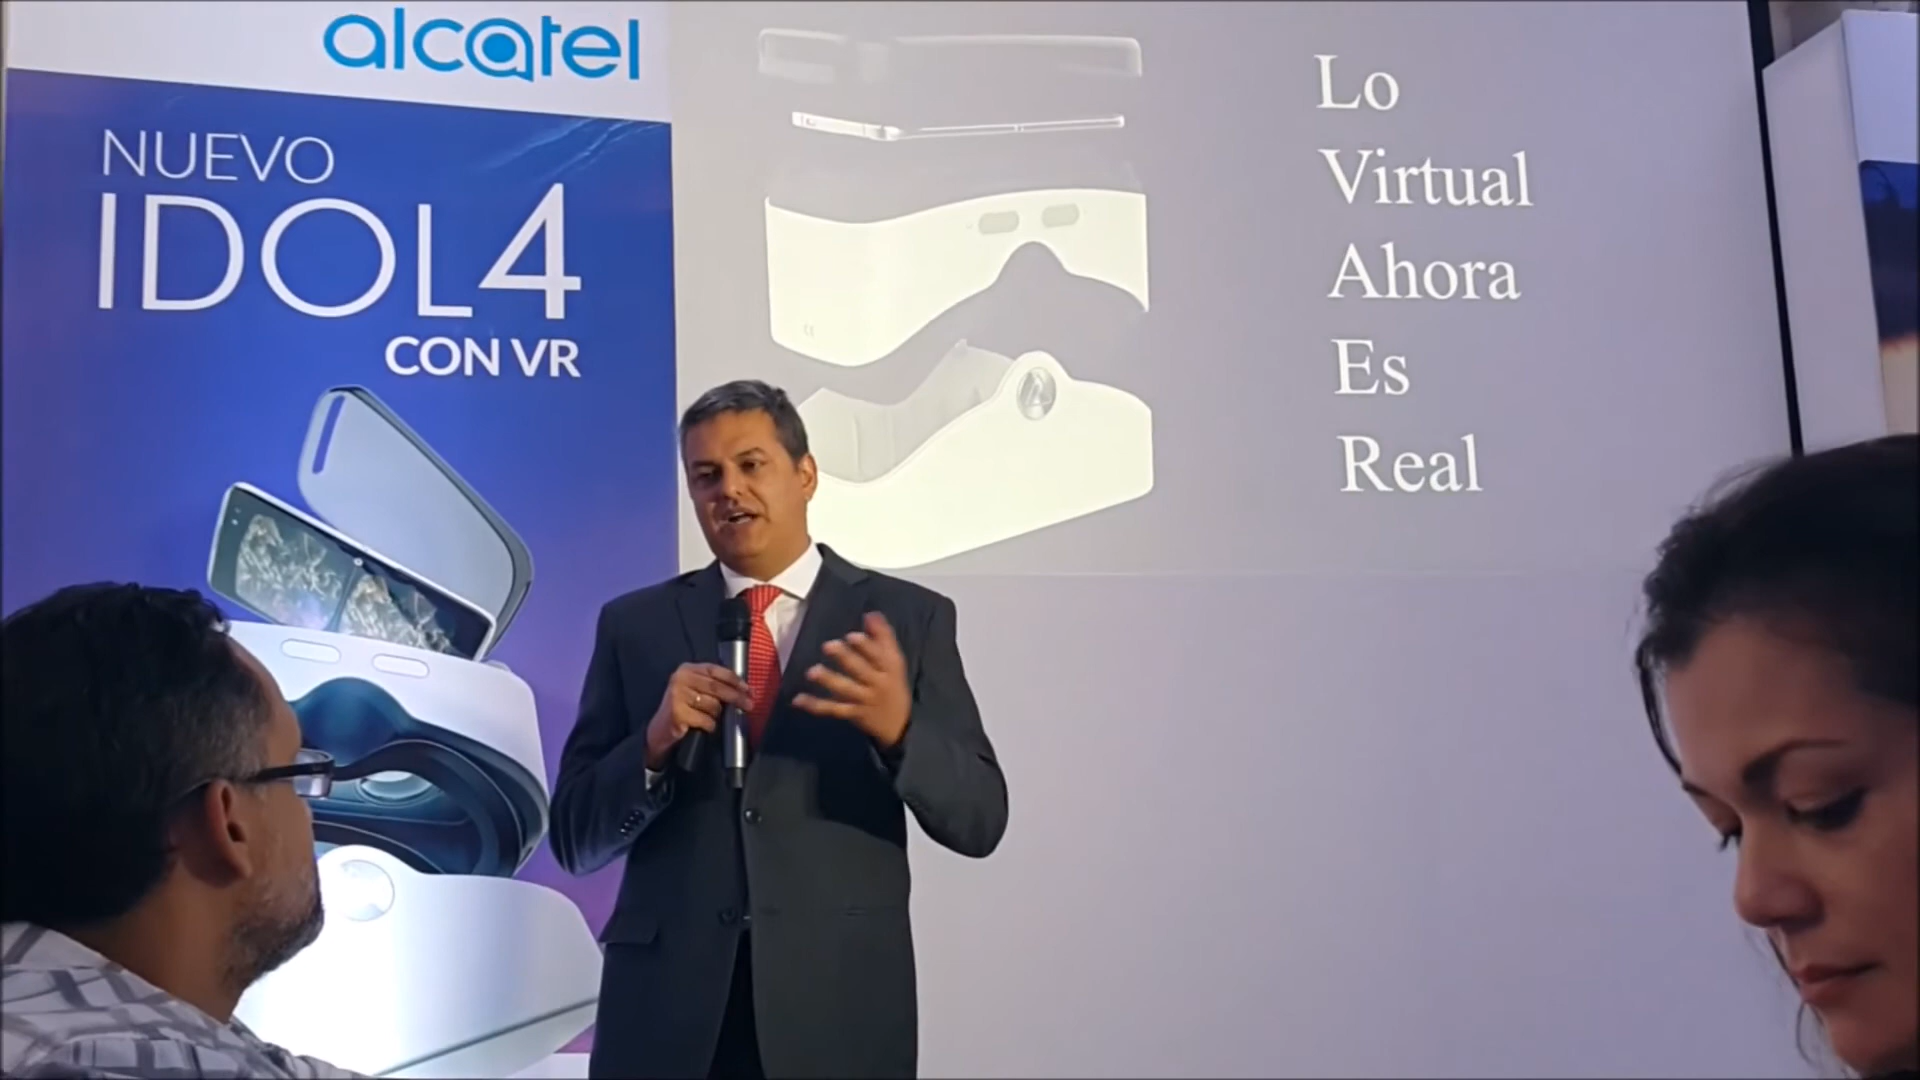 alcatel
NUEVO
IDOL4
CON VR
Lo
Virtual
Ahora
Es
Real